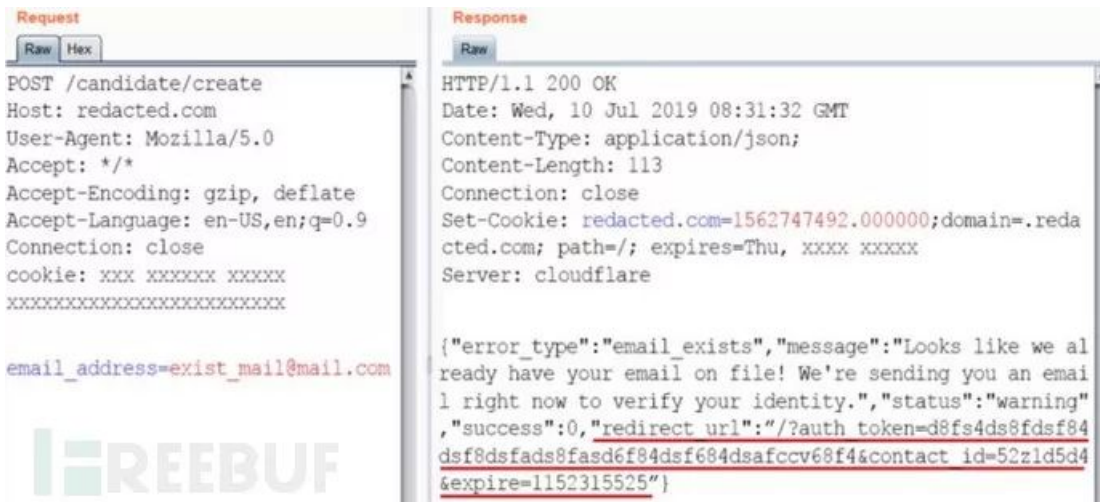 Request
Raw Hex
POST /candidate/create
Host: redacted.com
User-Agent: Mozilla/5.0
Accept: */*
Accept-Encoding: gzip, deflate
Accept-Language: en-US,en;q=0.9
Connection: close
cookie: xxx xxxxxx xxxxx
xxxxxxxxxxxxxxxxxxxxxxxxx
email_address=exist_mail@mail.com
REEBUF
Response
Raw
HTTP/1.1 200 OK
Date: Wed, 10 Jul 2019 08:31:32 GMT
Content-Type: application/json;
Content-Length: 113
Connection: close
Set-Cookie: redacted.com=1562747492.000000;domain=.reda
cted.com; path=/; expires=Thu, xxxx xxxxx
Server: cloudflare
{"error_type":"email_exists","message":"Looks like we al
ready have your email on file! We're sending you an emai
l right now to verify your identity.","status":"warning"
,"success":0,"redirect_url":"/?auth_token=d8fs4ds8fdsf84
dsf8dsfads8fasd6f84dsf684dsafccv68f4&contact_id=52z1d5d4
&expire=1152315525"}